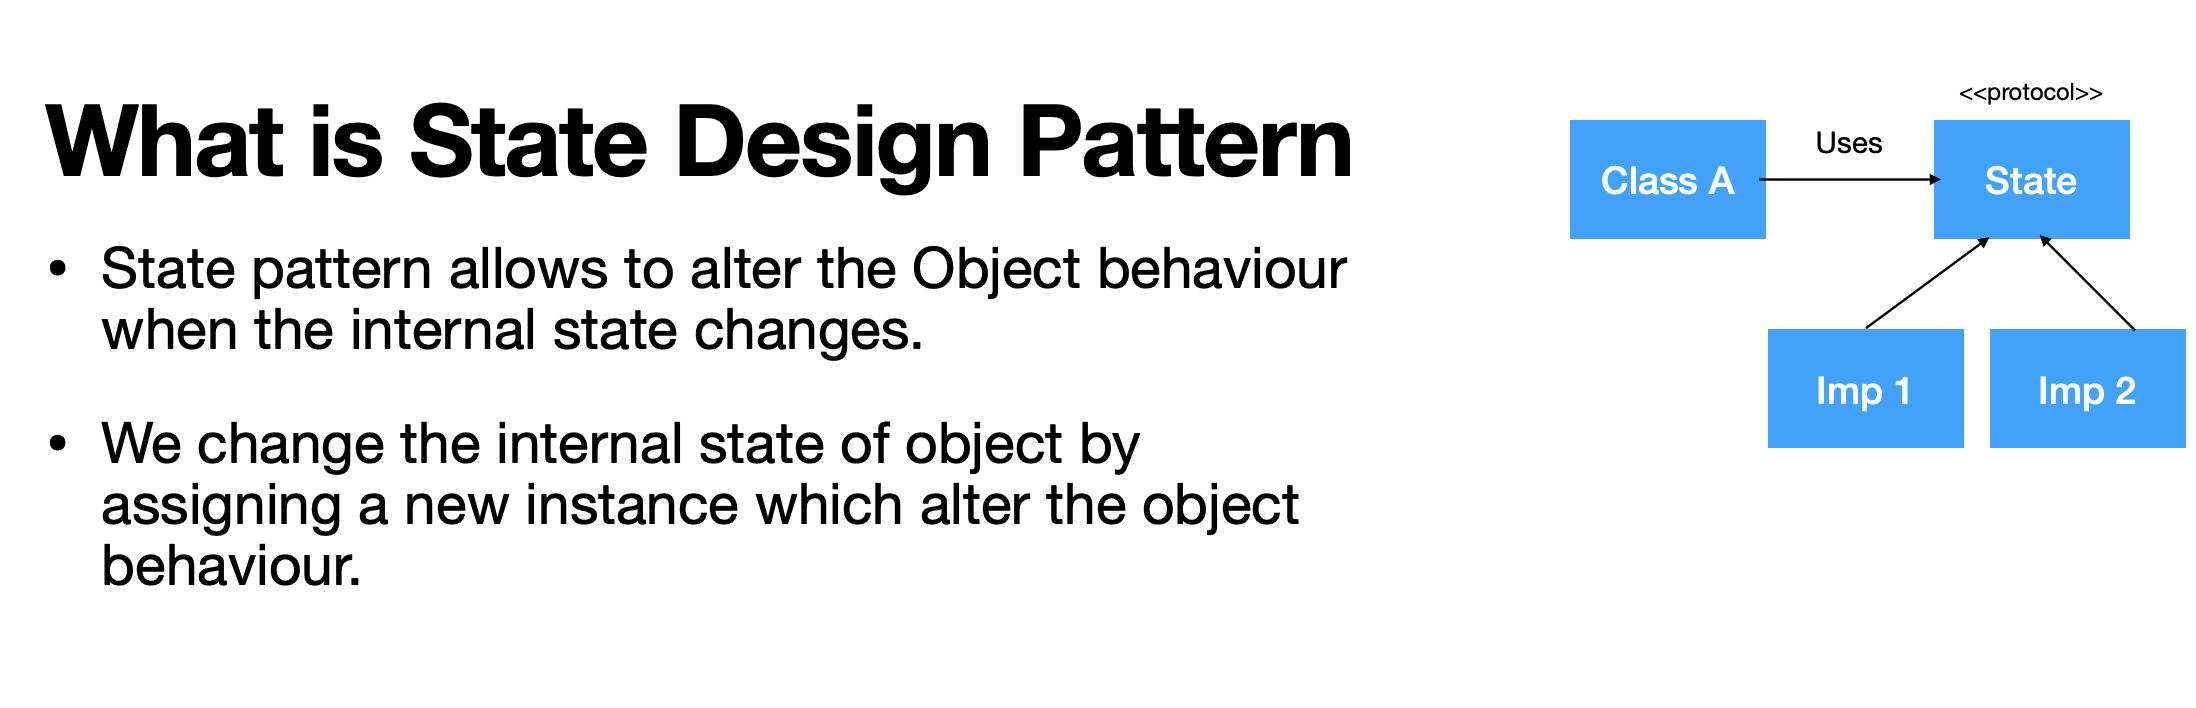 What is State Design Pattern
• State pattern allows to alter the Object behaviour
when the internal state changes.
• We change the internal state of object by
assigning a new instance which alter the object
behaviour.
<<protocol>>
Class A
Uses
State
Imp 1
Imp 2